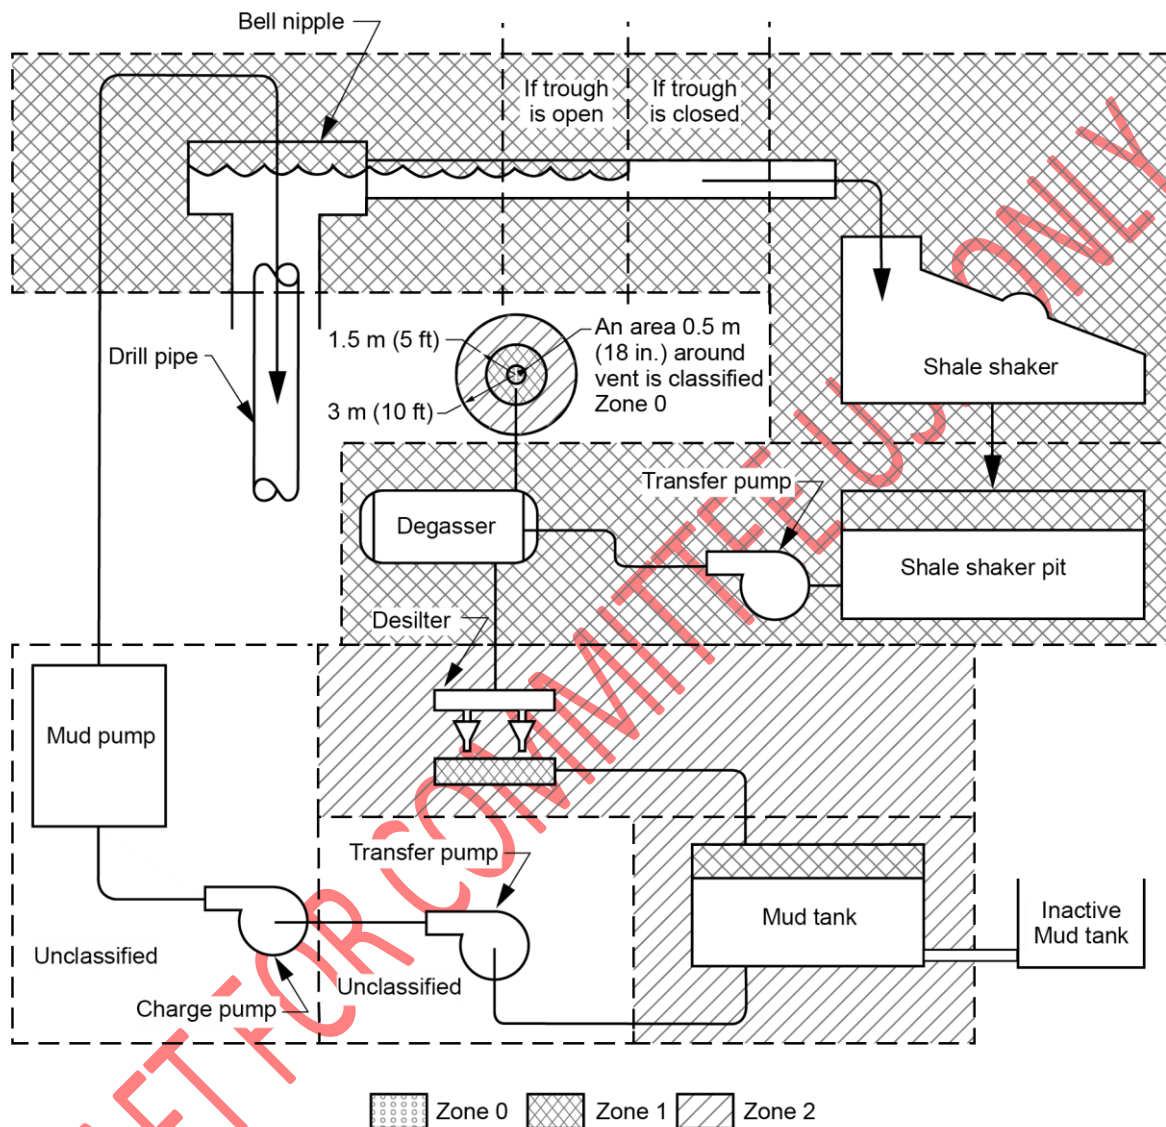 Bell nipple
If trough
is open
If trough
is closed
1.5 m (5 ft)
3 m (10 ft)
An area 0.5 m
(18 in.) around
vent is classified
Zone 0
Drill pipe
Shale shaker
Transfer pump
Degasser
Shale shaker pit
Desilter
Mud pump
Transfer pump
Mud tank
Inactive
Mud tank
Unclassified
Unclassified
Charge pump
Zone 0
Zone 1
Zone 2
FOR COMMITTEE USE ONLY